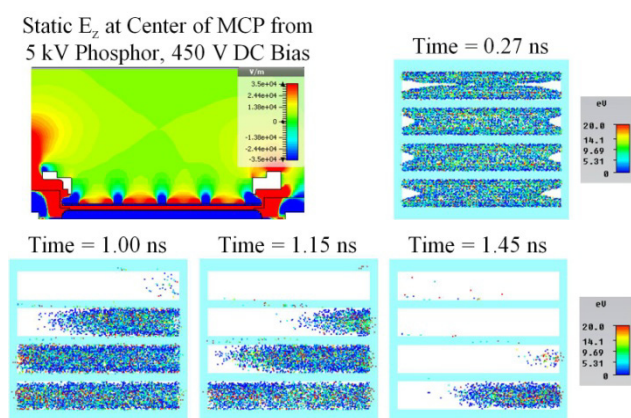 Static E_z at Center of MCP from
5 kV Phosphor, 450 V DC Bias
V/m
3.5e+04
2.44e+04
1.30e+04
0
-1.30e+04
-2.44e+04
-3.5e+04
Time = 0.27 ns
eV
20.0
14.1
9.69
5.31
0
Time = 1.00 ns
Time = 1.15 ns
Time = 1.45 ns
eV
20.0
14.1
9.69
5.31
0